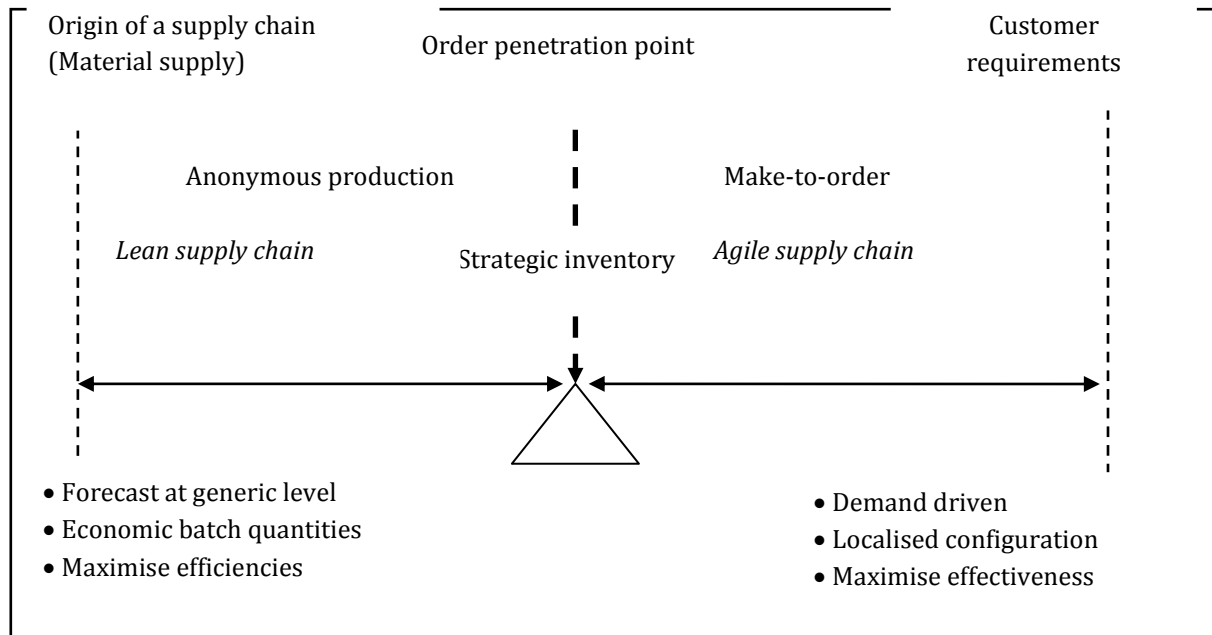 Origin of a supply chain
(Material supply)
Order penetration point
Customer
requirements
Anonymous production
Make-to-order
Lean supply chain
Strategic inventory
Agile supply chain
• Forecast at generic level
• Economic batch quantities
• Maximise efficiencies
• Demand driven
• Localised configuration
• Maximise effectiveness